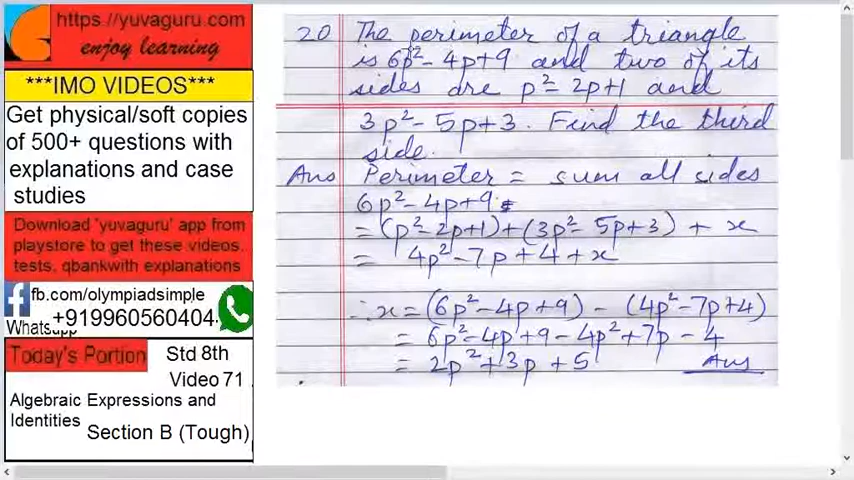 https://yuvaguru.com
enjoy learning
***IMO VIDEOS***
Get physical/soft copies
of 500+ questions with
explanations and case
studies
Download 'yuvaguru' app from
playstore to get these videos,
tests, qbankwith explanations
fb.com/olympiadsimple
Whatsupp
+919960560404
Today's Portion
Std 8th
Video 71
Algebraic Expressions and
Identities
Section B (Tough)
20 The perimeter of a triangle
is 6p² - 4p + 9 and two of its
sides are p² - 2p + 1 and
3p² - 5p + 3. Find the third
side.
Ans Perimeter = sum all sides
6p² - 4p + 9
= (p² - 2p + 1) + (3p² - 5p + 3) + x
= 4p² - 7p + 4 + x
∴ x = (6p² - 4p + 9) - (4p² - 7p + 4)
= 6p² - 4p + 9 - 4p² + 7p - 4
= 2p² + 3p + 5 Ans